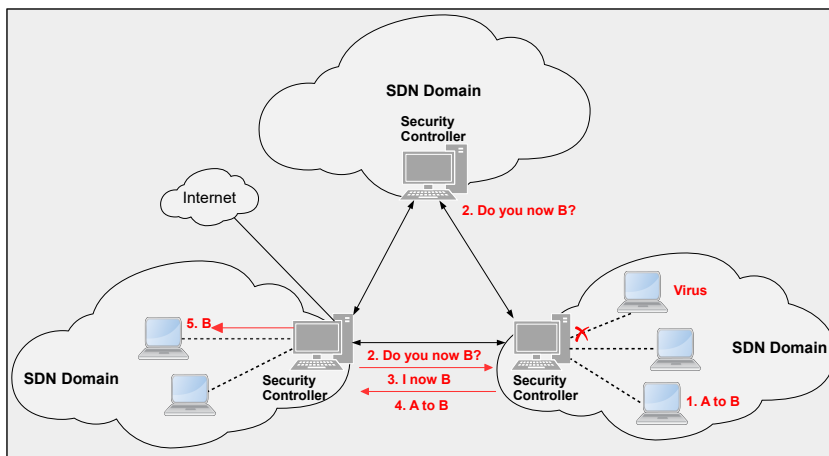 SDN Domain
Security
Controller
Internet
2. Do you now B?
Virus
5. B
SDN Domain
2. Do you now B?
SDN Domain
Security
Controller
3. I now B
Security
Controller
4. A to B
1. A to B